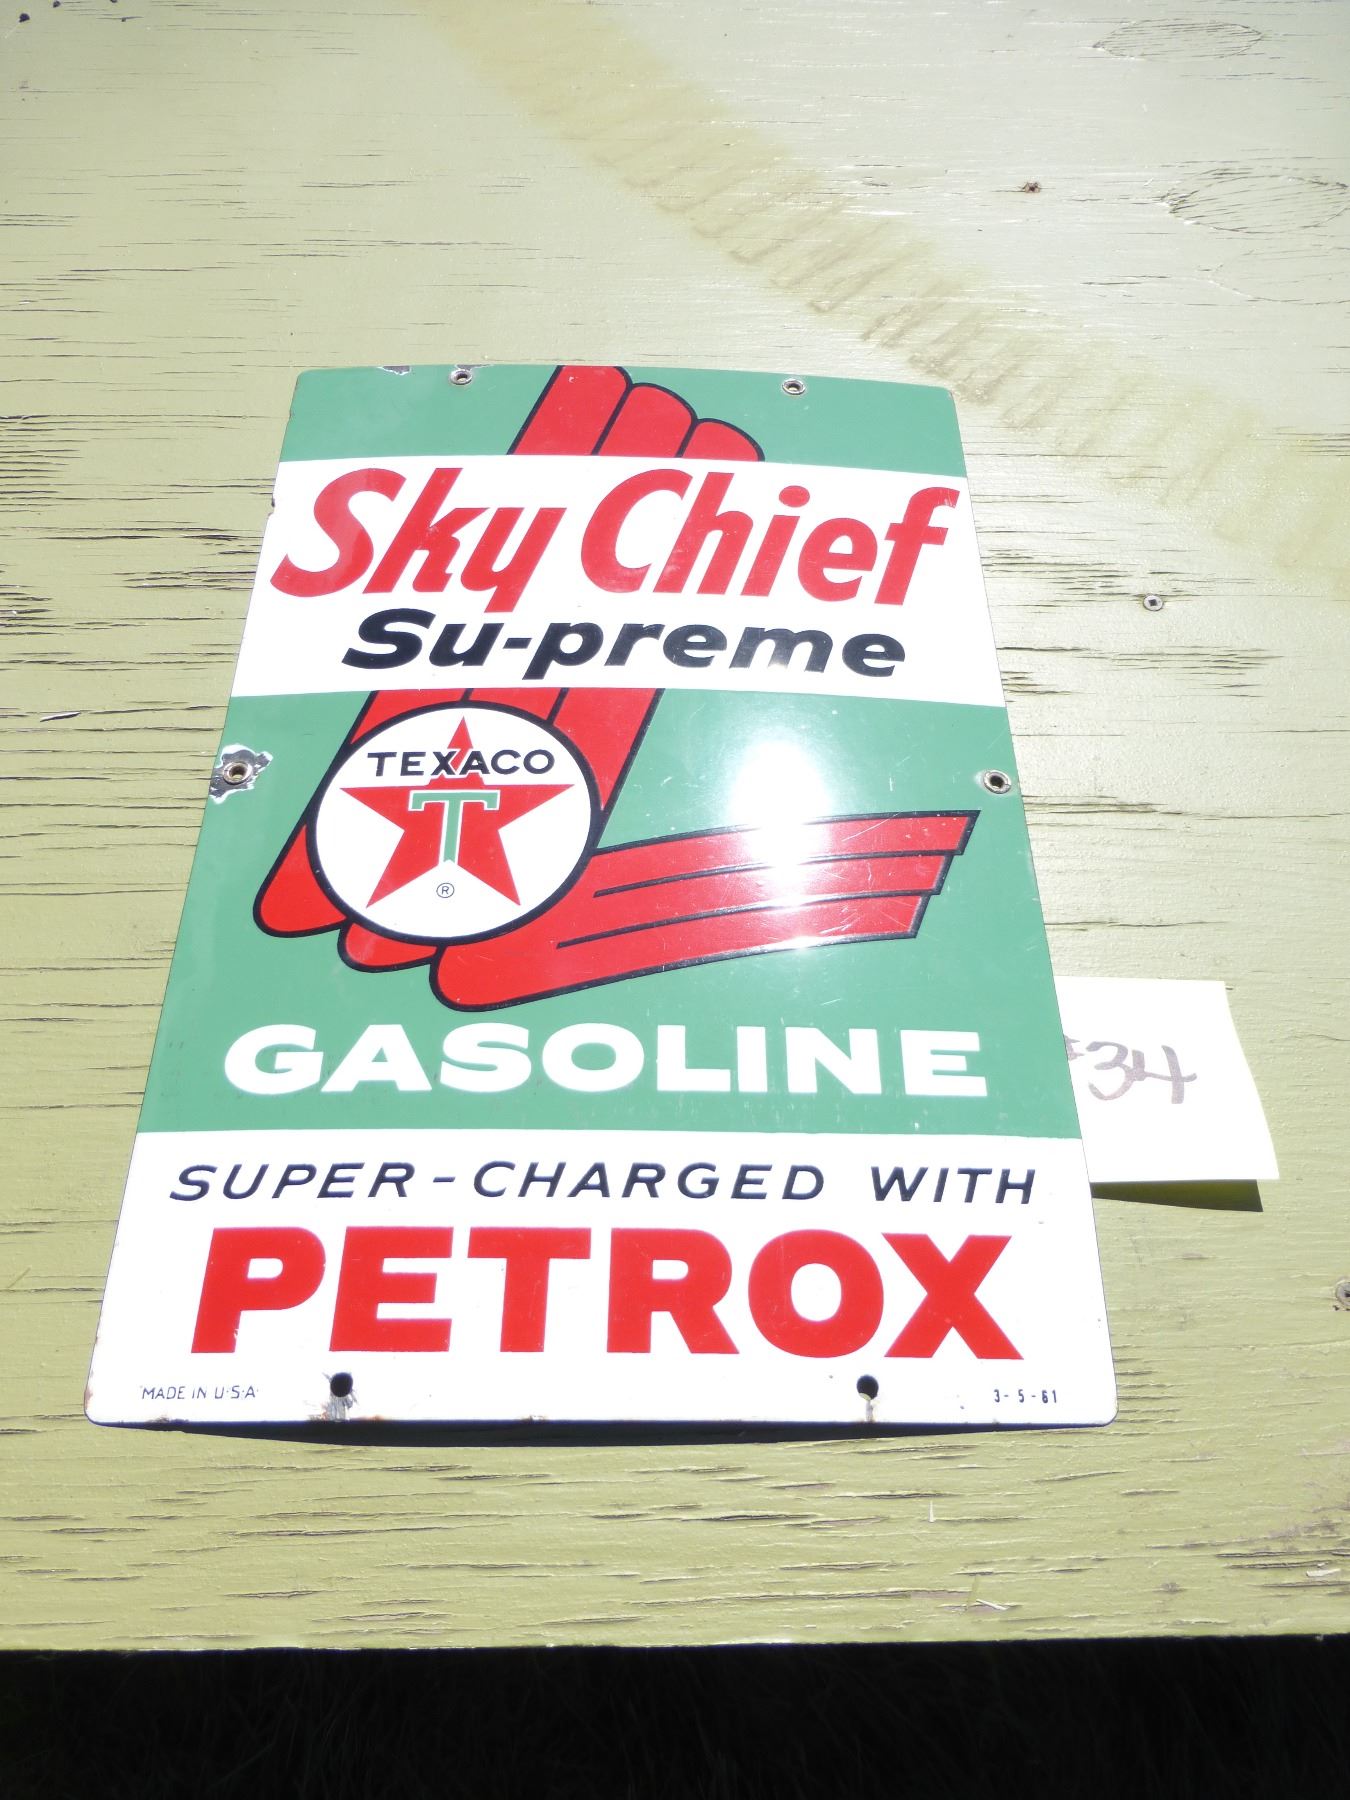 Sky Chief
Su-preme
TEXACO
T
®
GASOLINE
#34
SUPER-CHARGED WITH
PETROX
MADE IN U·S·A·
3-5-61